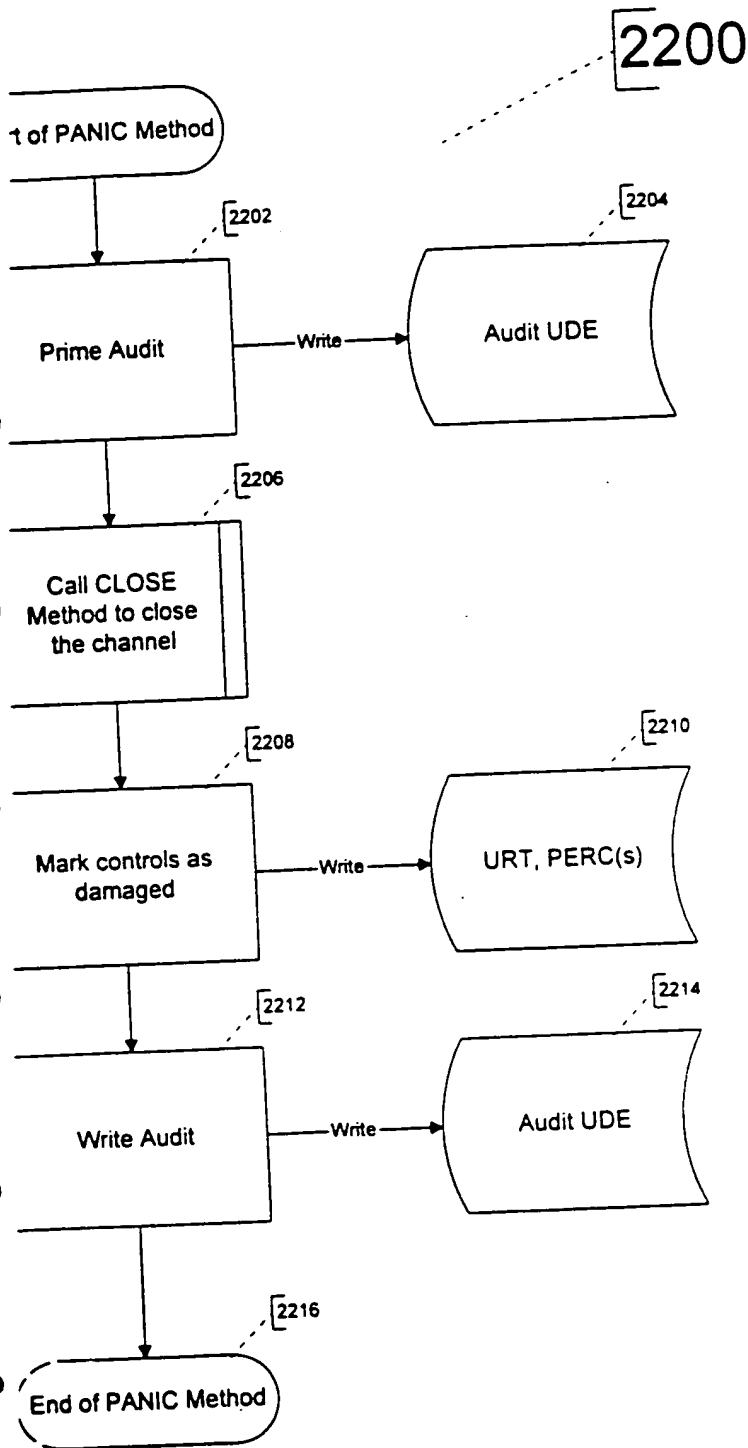 2200
t of PANIC Method
2202
2204
Prime Audit
Write
Audit UDE
2206
Call CLOSE
Method to close
the channel
2208
2210
Mark controls as
damaged
Write
URT, PERC(s)
2212
2214
Write Audit
Write
Audit UDE
2216
End of PANIC Method